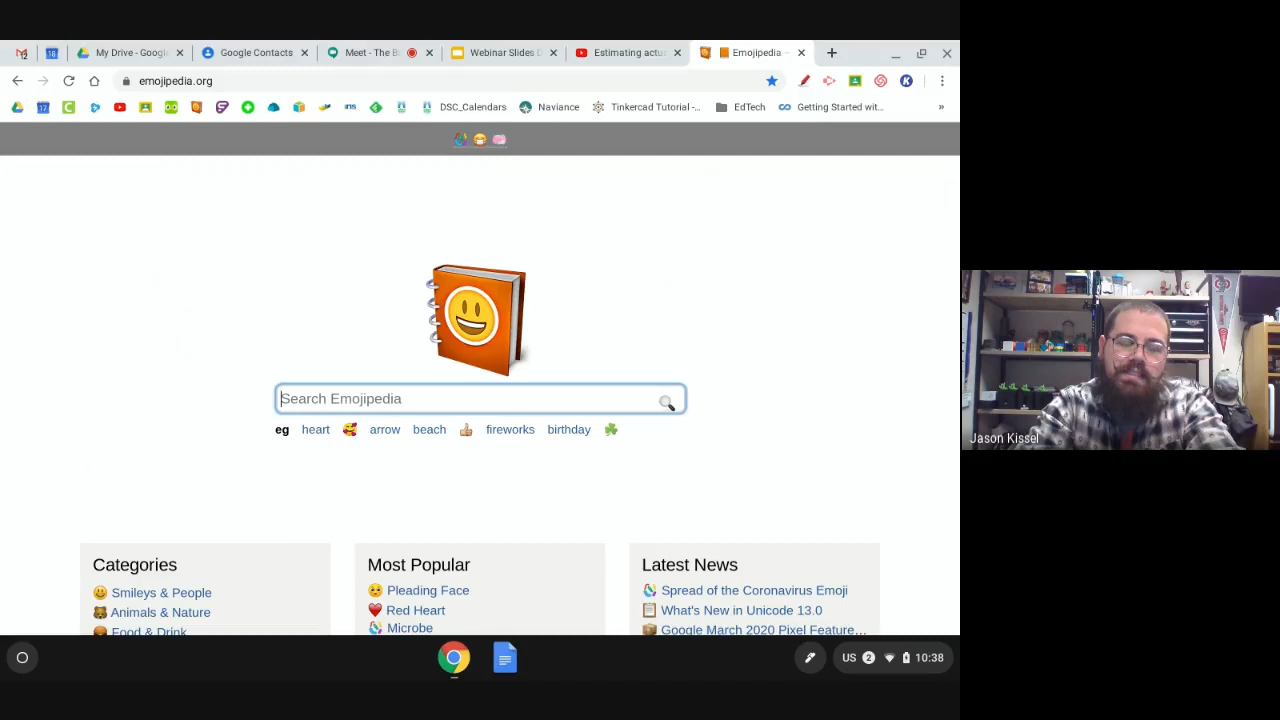 My Drive - Google
Google Contacts
Meet - The B
Webinar Slides
Estimating actu
Emojipedia —
emojipedia.org
DSC_Calendars
Naviance
Tinkercad Tutorial -...
EdTech
Getting Started wit...
»
Search Emojipedia
eg heart arrow beach fireworks birthday
Categories
Smileys & People
Animals & Nature
Food & Drink
Most Popular
Pleading Face
Red Heart
Microbe
Latest News
Spread of the Coronavirus Emoji
What's New in Unicode 13.0
Google March 2020 Pixel Feature...
Jason Kissel
US 2 10:38